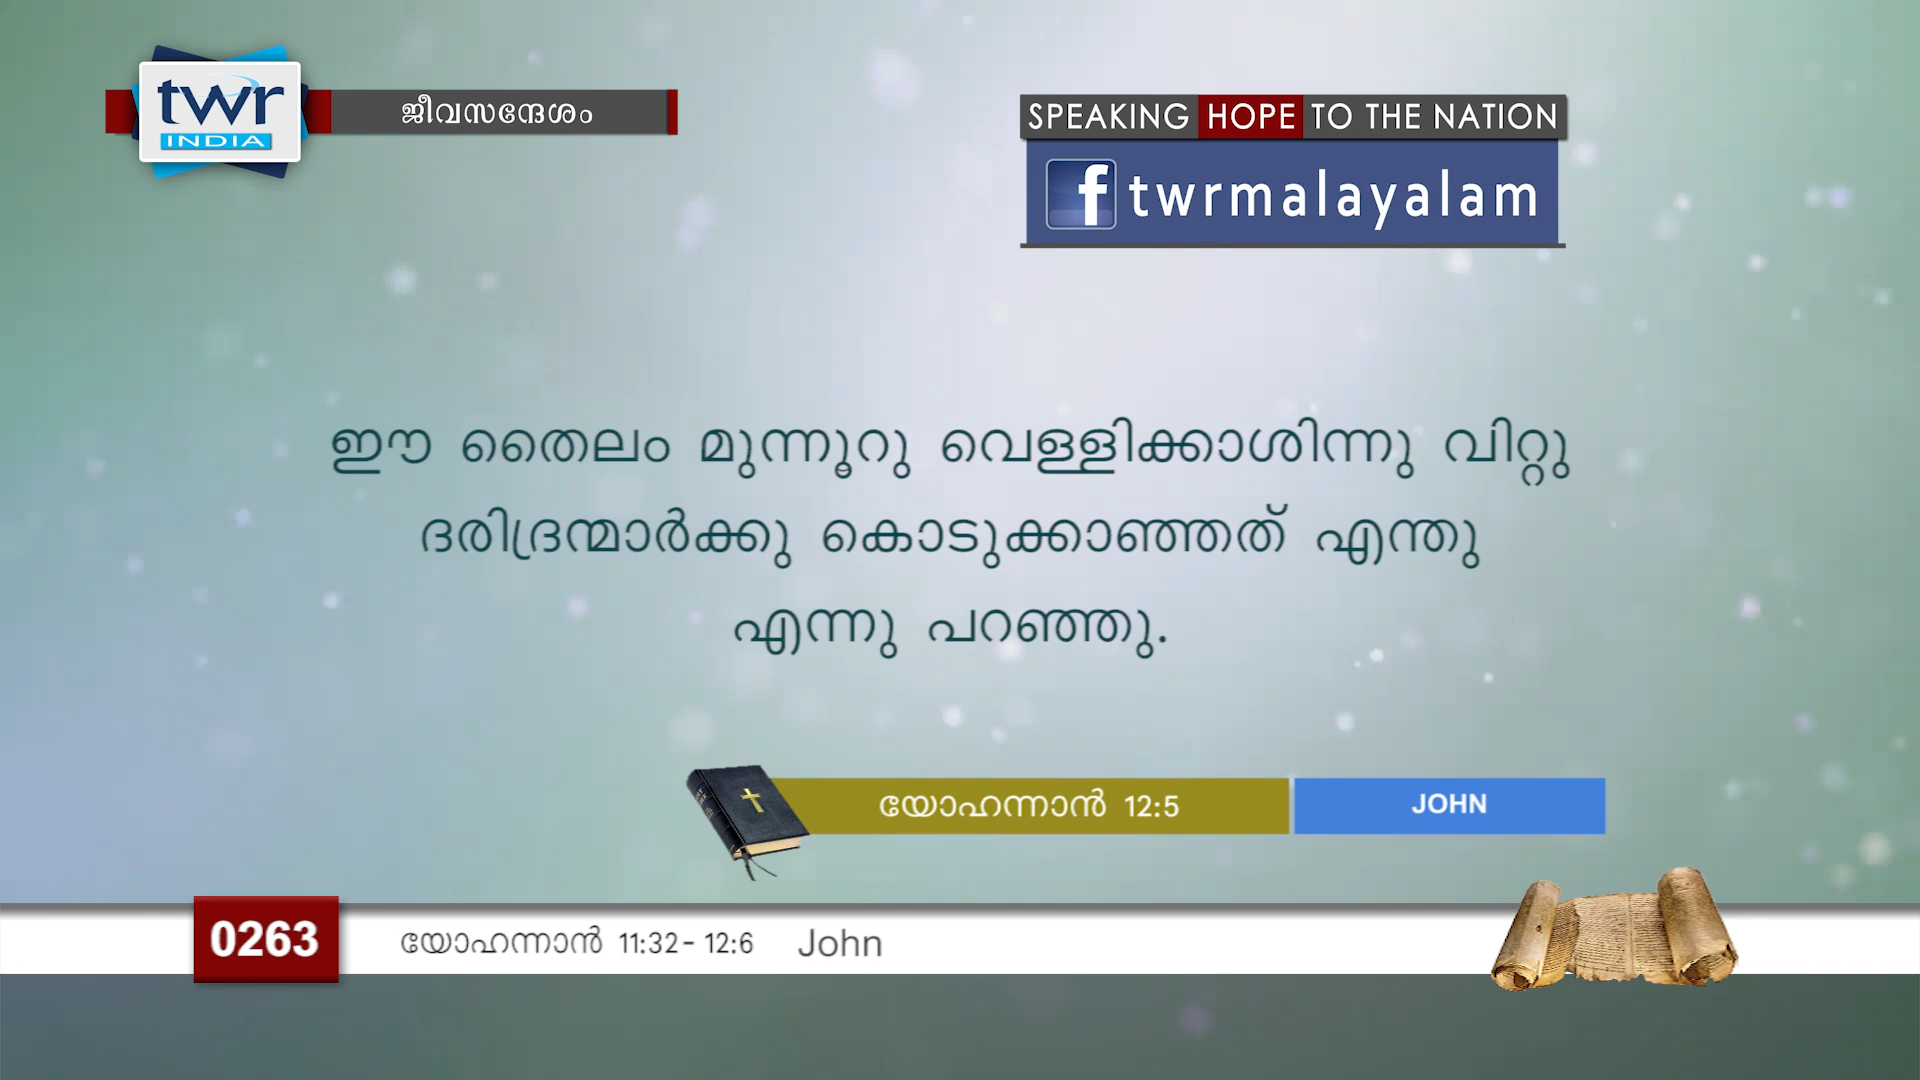 twr
INDIA
ജീവസന്ദേശം
SPEAKING HOPE TO THE NATION
f twrmalayalam
ഈ തൈലം മുന്നൂറു വെള്ളിക്കാശിന്നു വിറ്റു
ദരിദ്രന്മാർക്കു കൊടുക്കാഞ്ഞത് എന്തു
എന്നു പറഞ്ഞു.
യോഹന്നാൻ 12:5 JOHN
0263 യോഹന്നാൻ 11:32- 12:6 John